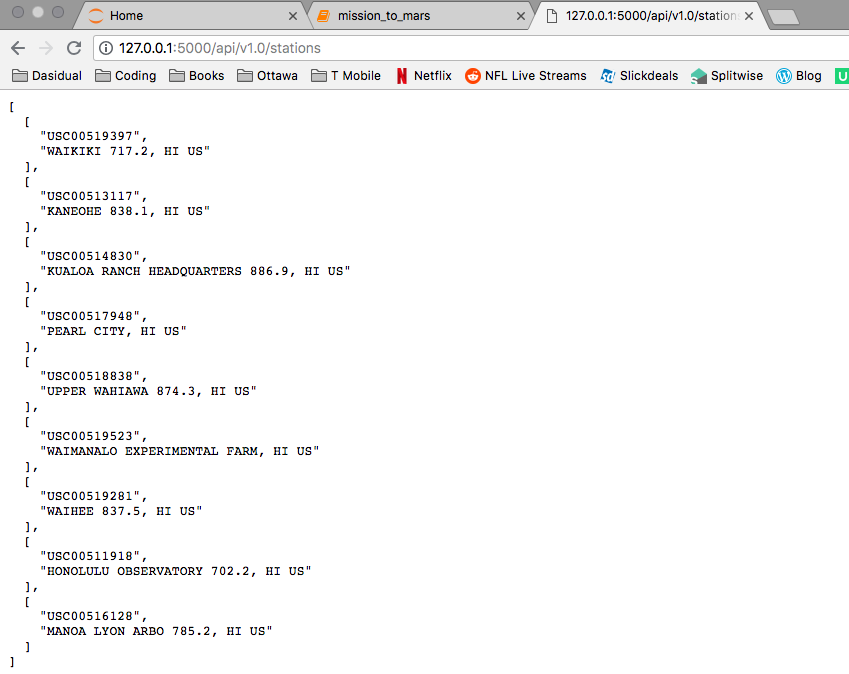 Home
mission_to_mars
127.0.0.1:5000/api/v1.0/station
127.0.0.1:5000/api/v1.0/stations
Dasidual Coding Books Ottawa T Mobile Netflix NFL Live Streams Slickdeals Splitwise Blog U
[
  [
    "USC00519397",
    "WAIKIKI 717.2, HI US"
  ],
  [
    "USC00513117",
    "KANEOHE 838.1, HI US"
  ],
  [
    "USC00514830",
    "KUALOA RANCH HEADQUARTERS 886.9, HI US"
  ],
  [
    "USC00517948",
    "PEARL CITY, HI US"
  ],
  [
    "USC00518838",
    "UPPER WAHIAWA 874.3, HI US"
  ],
  [
    "USC00519523",
    "WAIMANALO EXPERIMENTAL FARM, HI US"
  ],
  [
    "USC00519281",
    "WAIHEE 837.5, HI US"
  ],
  [
    "USC00511918",
    "HONOLULU OBSERVATORY 702.2, HI US"
  ],
  [
    "USC00516128",
    "MANOA LYON ARBO 785.2, HI US"
  ]
]